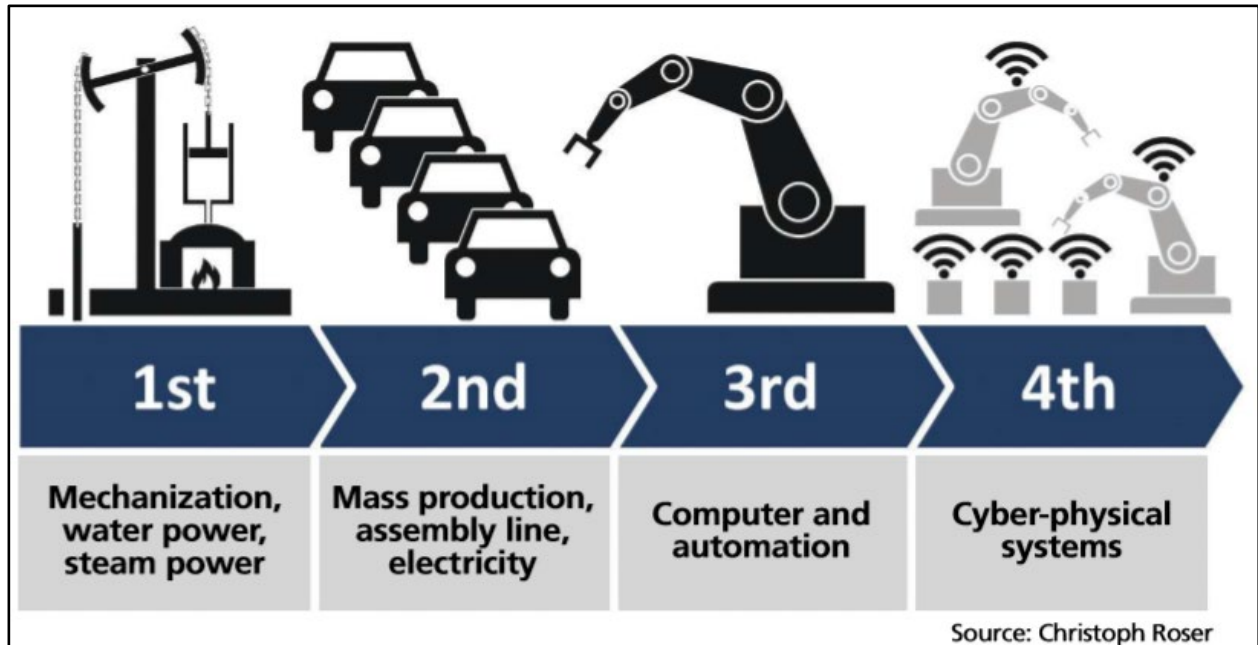 1st
2nd
3rd
4th
Mechanization,
water power,
steam power
Mass production,
assembly line,
electricity
Computer and
automation
Cyber-physical
systems
Source: Christoph Roser